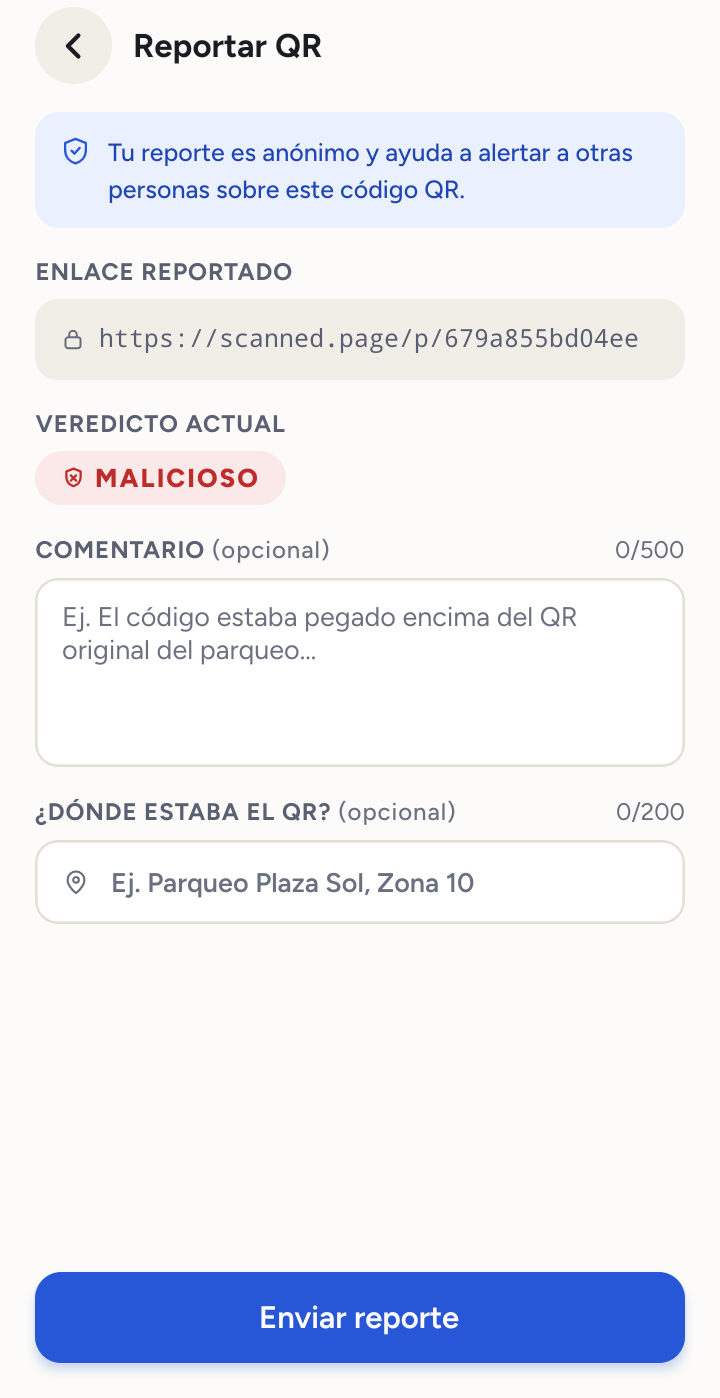 Reportar QR
Tu reporte es anónimo y ayuda a alertar a otras
personas sobre este código QR.
ENLACE REPORTADO
https://scanned.page/p/679a855bd04ee
VEREDICTO ACTUAL
MALICIOSO
COMENTARIO (opcional) 0/500
Ej. El código estaba pegado encima del QR
original del parqueo...
¿DÓNDE ESTABA EL QR? (opcional) 0/200
Ej. Parqueo Plaza Sol, Zona 10
Enviar reporte